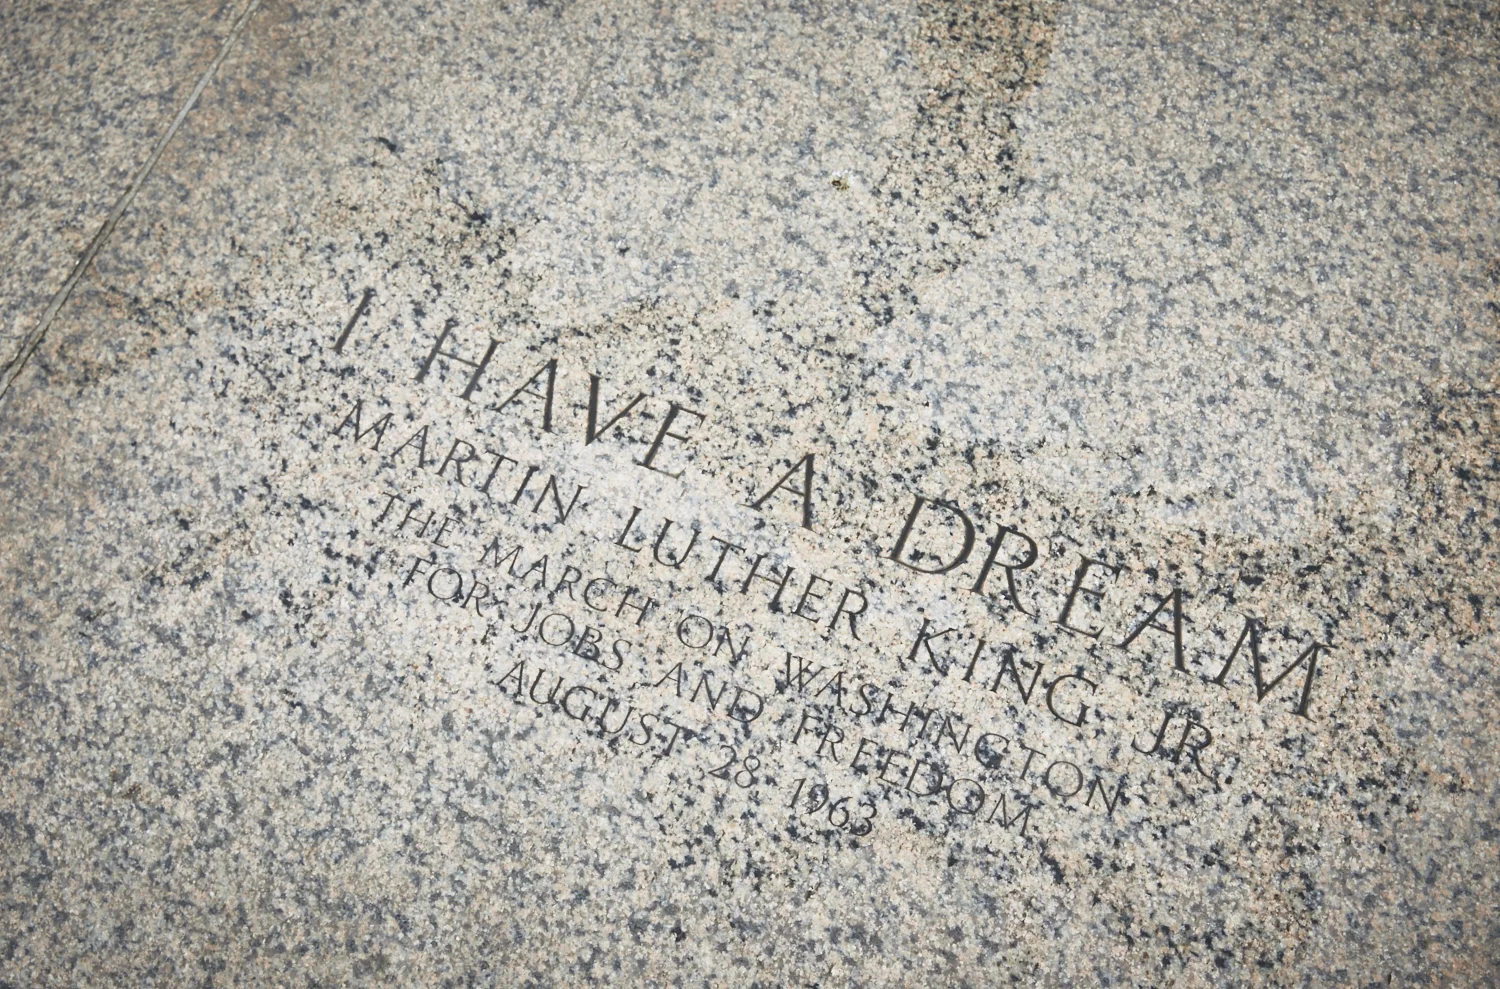 I HAVE A DREAM
MARTIN LUTHER KING JR.
THE MARCH ON WASHINGTON
FOR JOBS AND FREEDOM
AUGUST 28, 1963